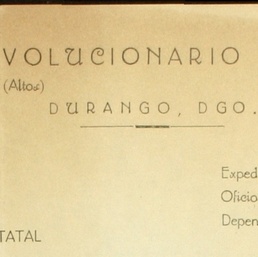 VOLUCIONARIO
(Altos)
DURANGO, DGO.
Exped
Oficio
Depen
TATAL